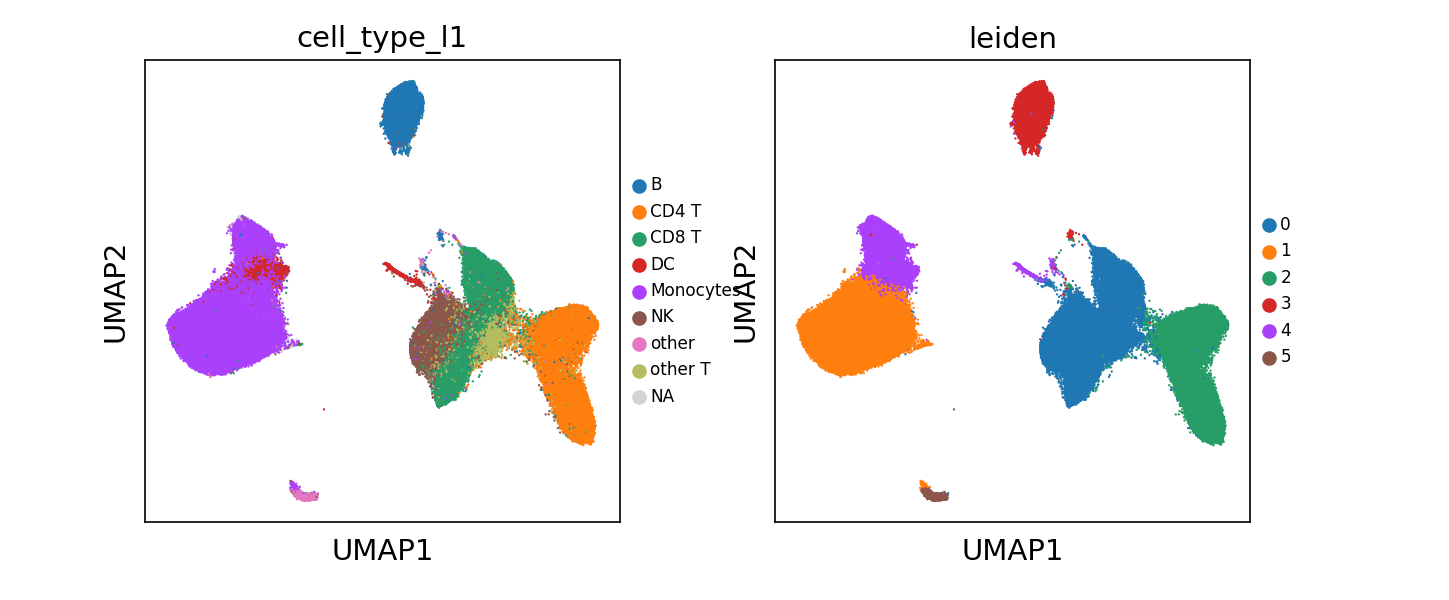 cell_type_l1
UMAP2
UMAP1
B
CD4 T
CD8 T
DC
Monocytes
NK
other
other T
NA
leiden
UMAP2
UMAP1
0
1
2
3
4
5